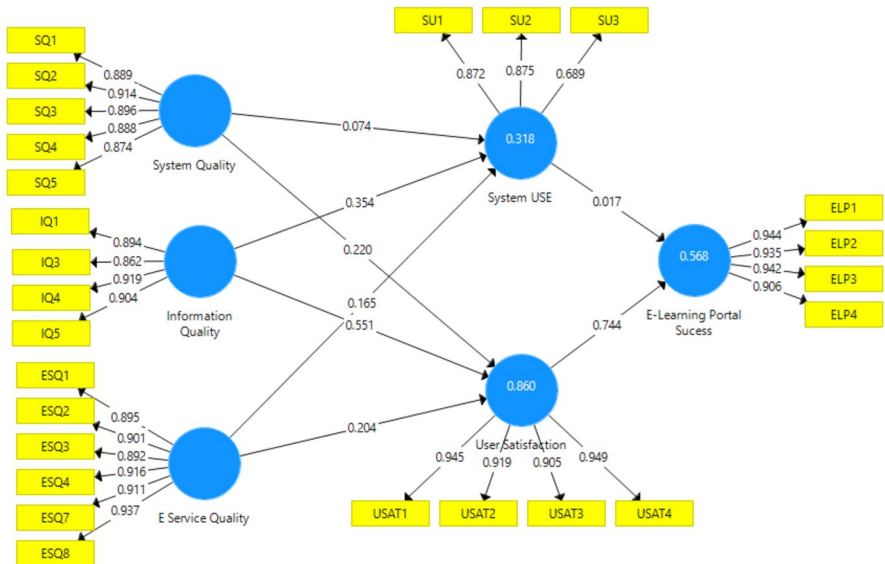 SU1
SU2
SU3
0.872
0.875
0.689
SQ1
SQ2
SQ3
SQ4
SQ5
0.889
0.914
0.896
0.888
0.874
System Quality
0.074
0.318
System USE
0.354
0.220
0.017
IQ1
IQ3
IQ4
IQ5
0.894
0.862
0.919
0.904
Information
Quality
0.165
0.551
0.568
E-Learning Portal
Sucess
0.944
0.935
0.942
0.906
ELP1
ELP2
ELP3
ELP4
0.744
ESQ1
ESQ2
ESQ3
ESQ4
ESQ7
ESQ8
0.895
0.901
0.892
0.916
0.911
0.937
E Service Quality
0.204
0.860
User Satisfaction
0.945
0.919
0.905
0.949
USAT1
USAT2
USAT3
USAT4